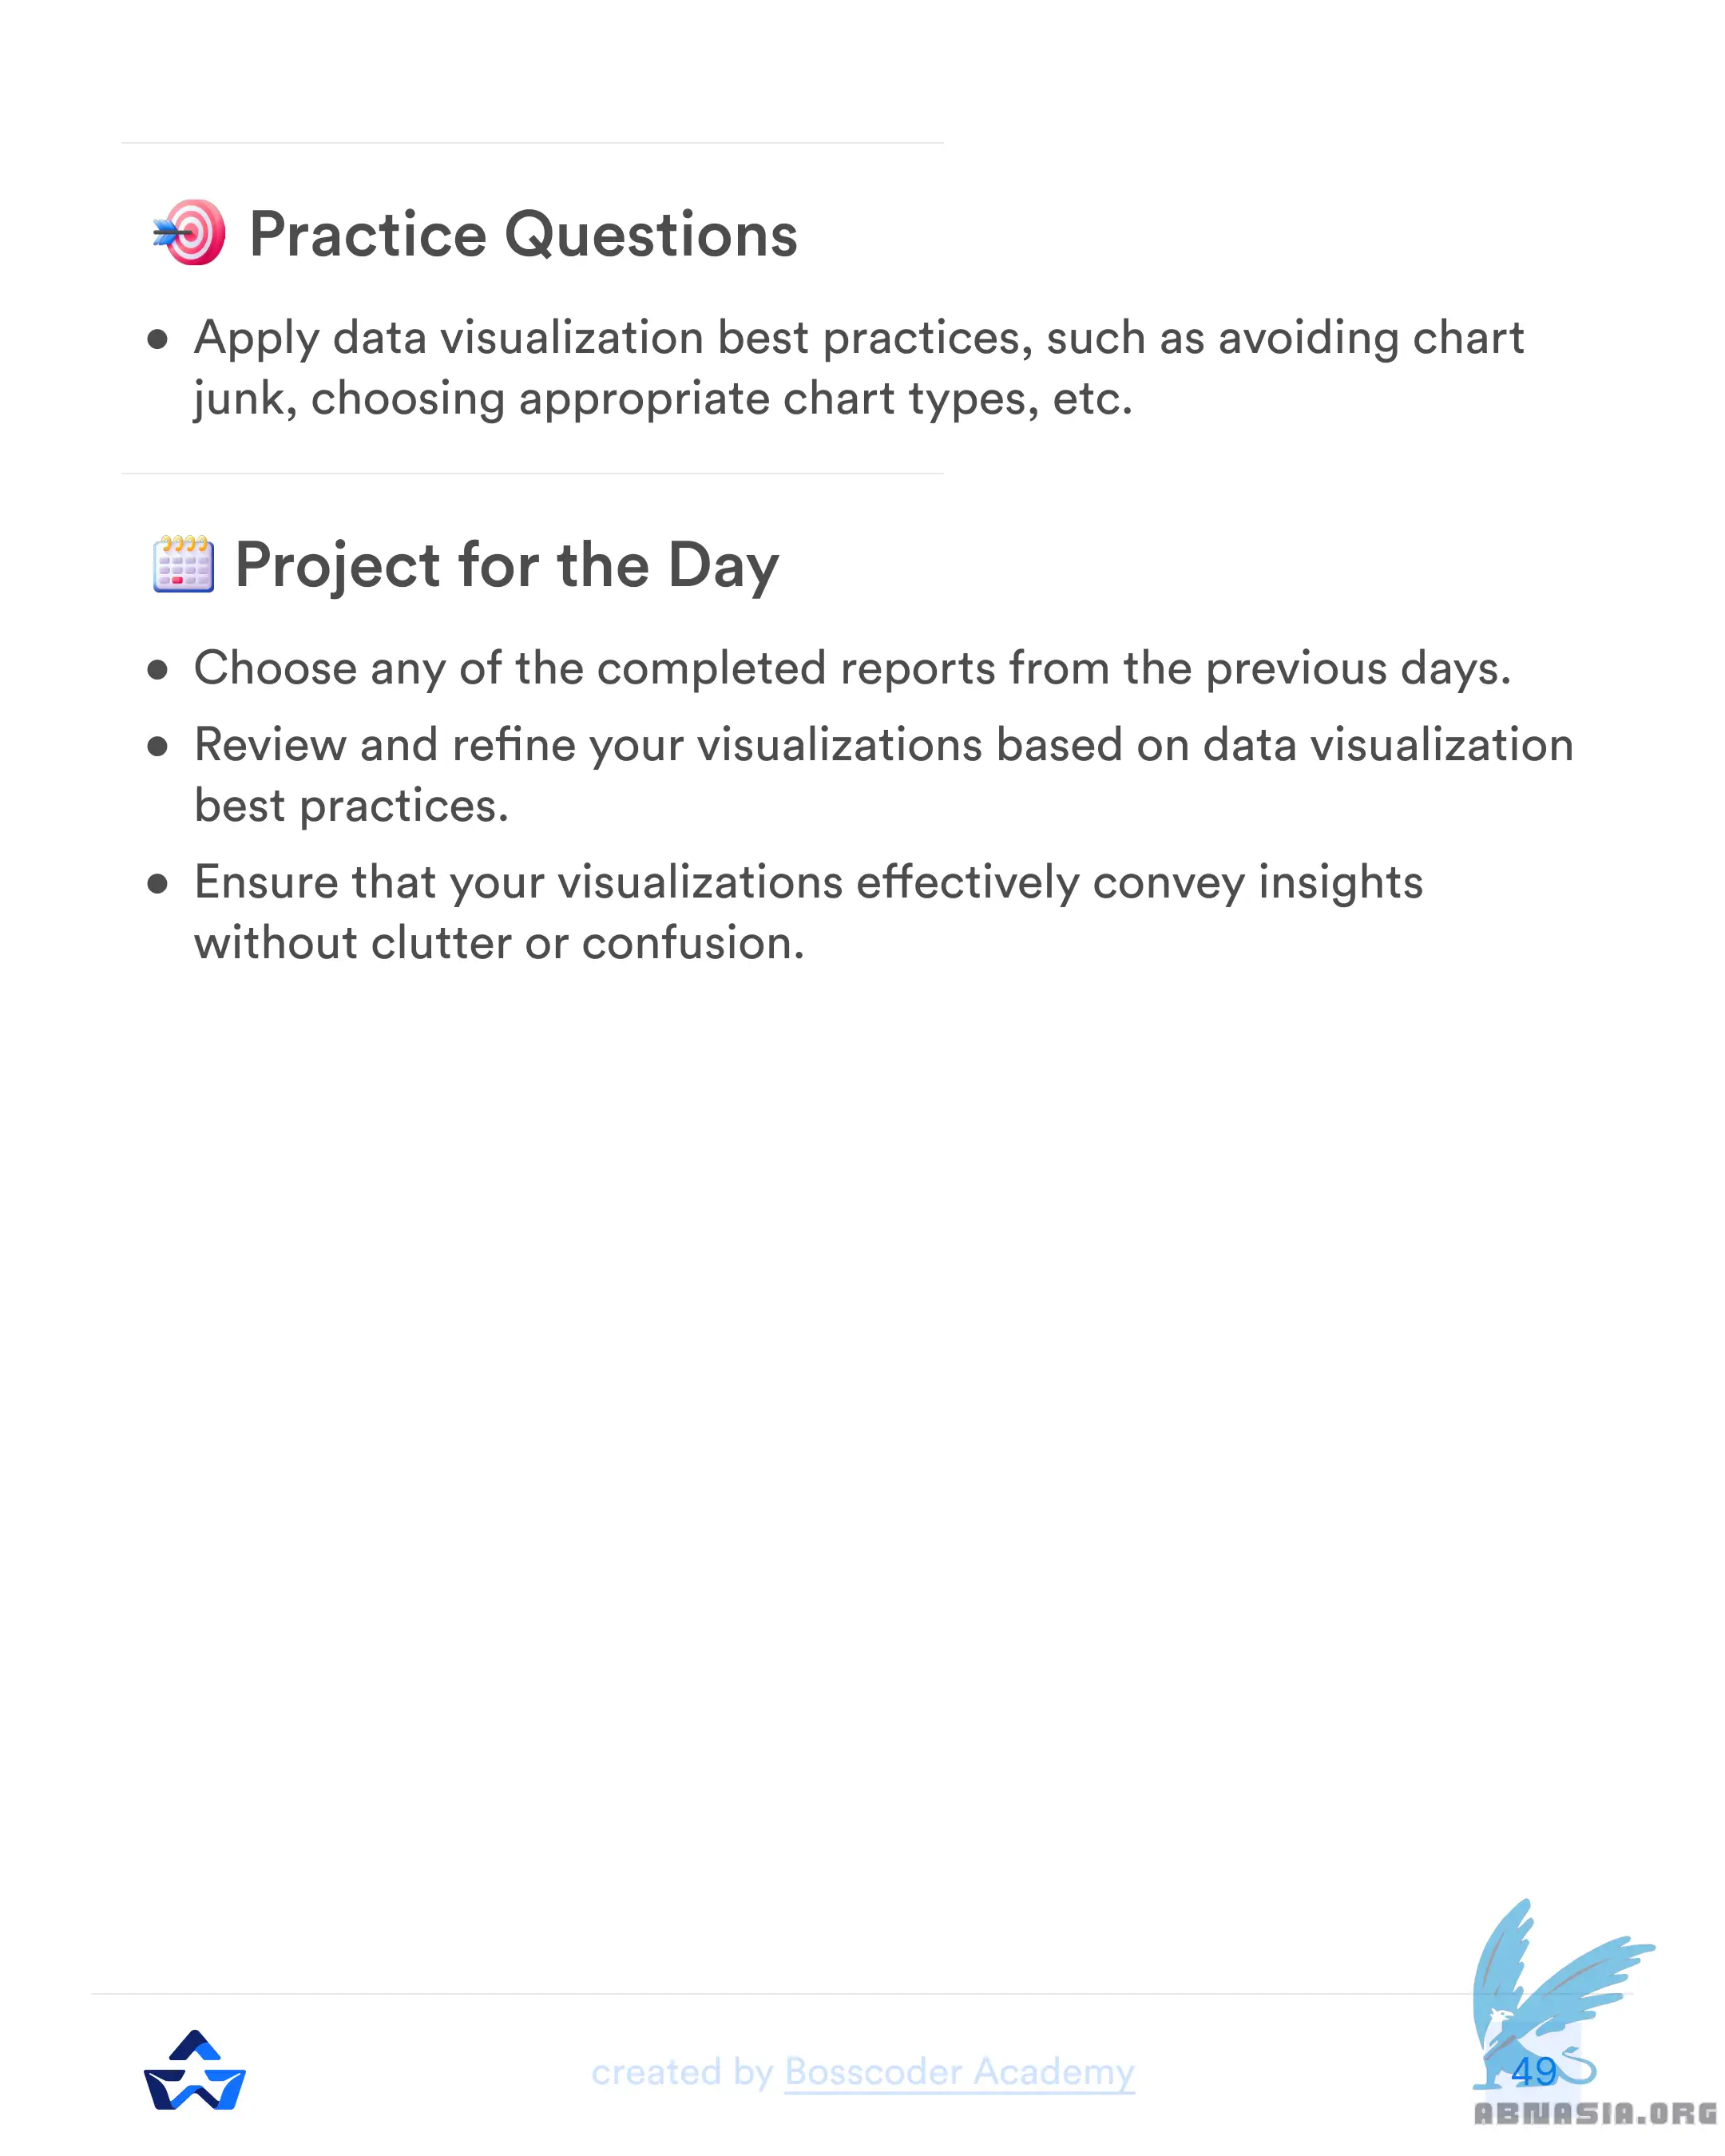 Practice Questions
● Apply data visualization best practices, such as avoiding chart
junk, choosing appropriate chart types, etc.
Project for the Day
● Choose any of the completed reports from the previous days.
● Review and refine your visualizations based on data visualization
best practices.
● Ensure that your visualizations effectively convey insights
without clutter or confusion.
created by Bosscoder Academy
49
ABNASIA.ORG